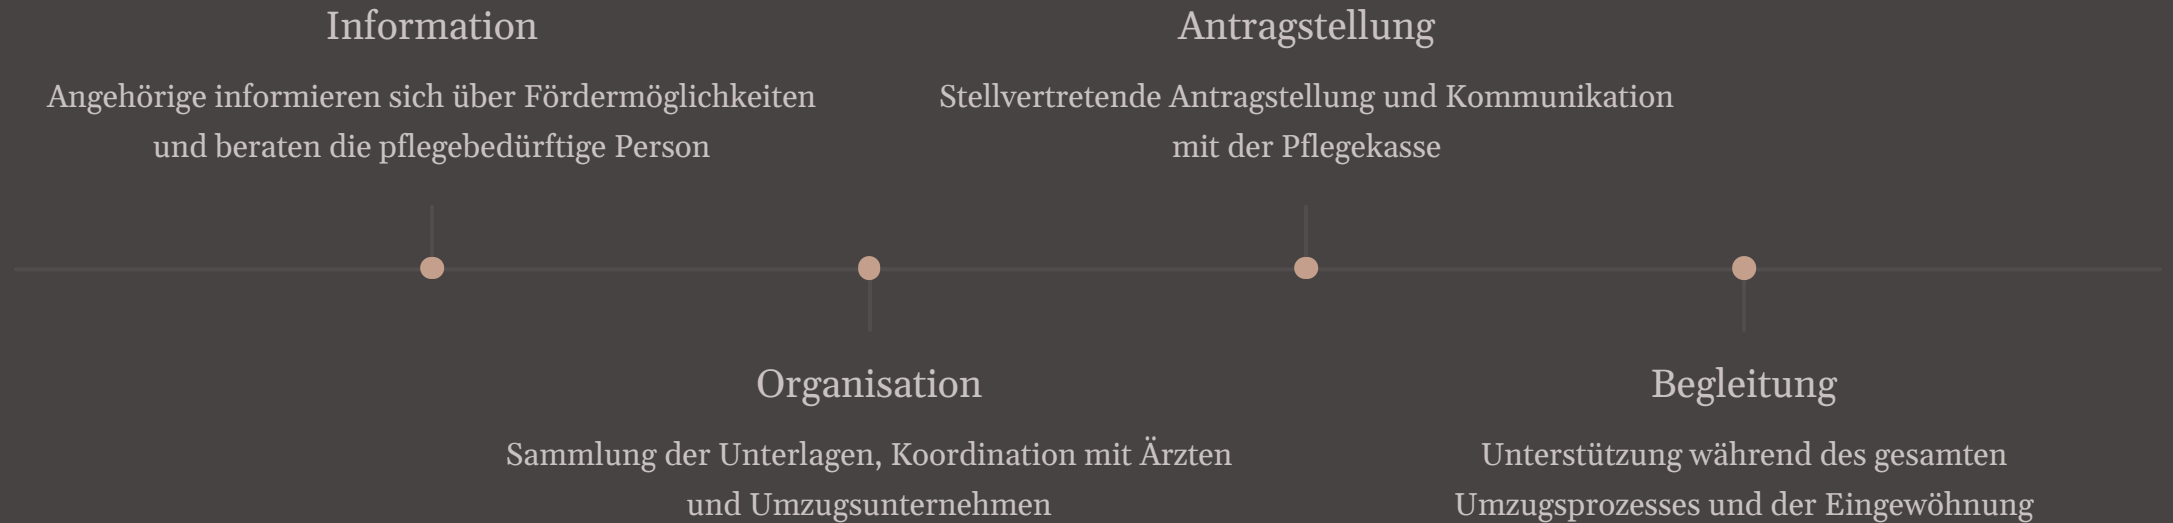 Information
Angehörige informieren sich über Fördermöglichkeiten
und beraten die pflegebedürftige Person
Organisation
Sammlung der Unterlagen, Koordination mit Ärzten
und Umzugsunternehmen
Antragstellung
Stellvertretende Antragstellung und Kommunikation
mit der Pflegekasse
Begleitung
Unterstützung während des gesamten
Umzugsprozesses und der Eingewöhnung